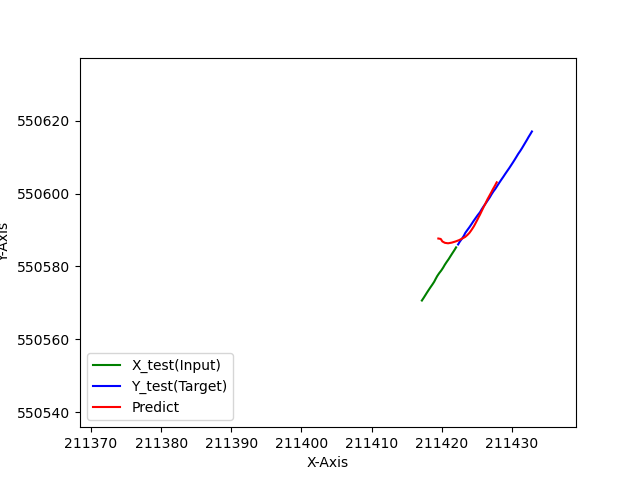 550620
550600
550580
550560
550540
Y-Axis
X_test(Input)
Y_test(Target)
Predict
211370 211380 211390 211400 211410 211420 211430
X-Axis